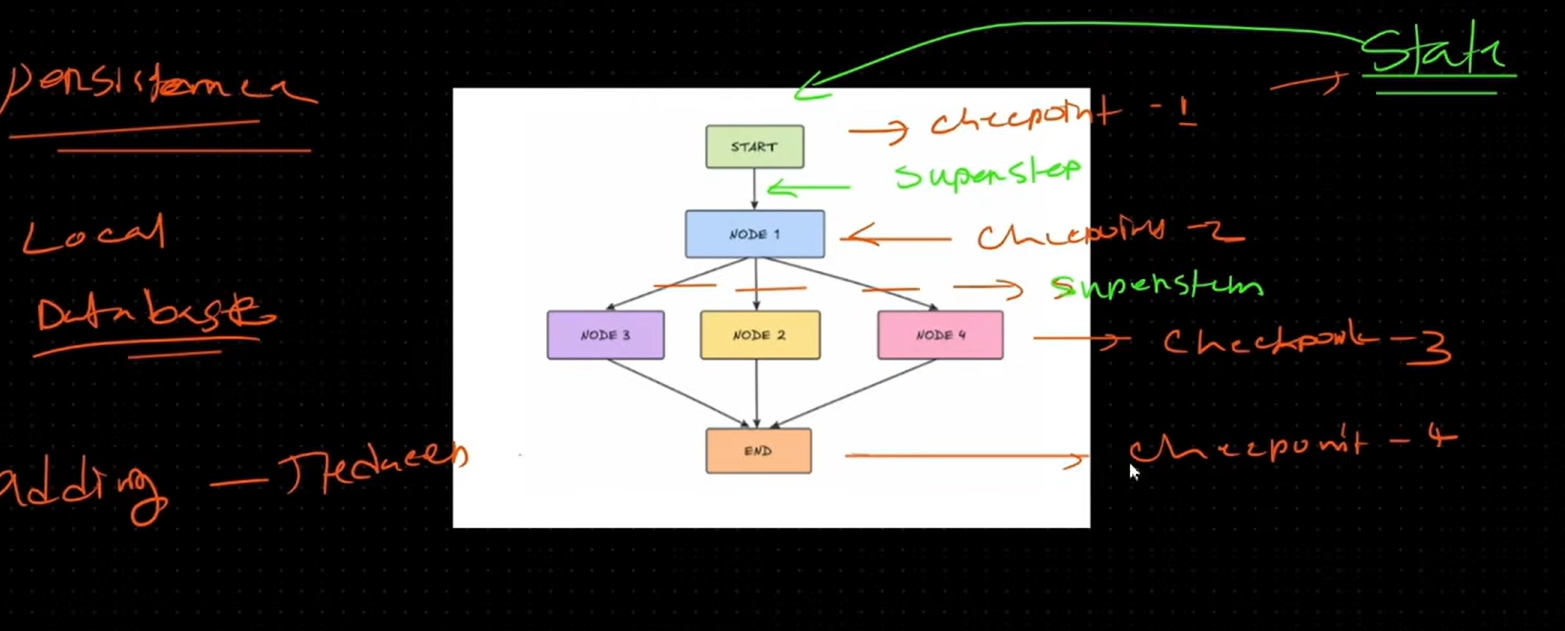 State
persistence
START
checkpoint - 1
Superstep
Local
NODE 1
checkpoint - 2
Superstep
Database
NODE 3
NODE 2
NODE 4
Checkpoint - 3
adding — reducer
END
checkpoint - 4